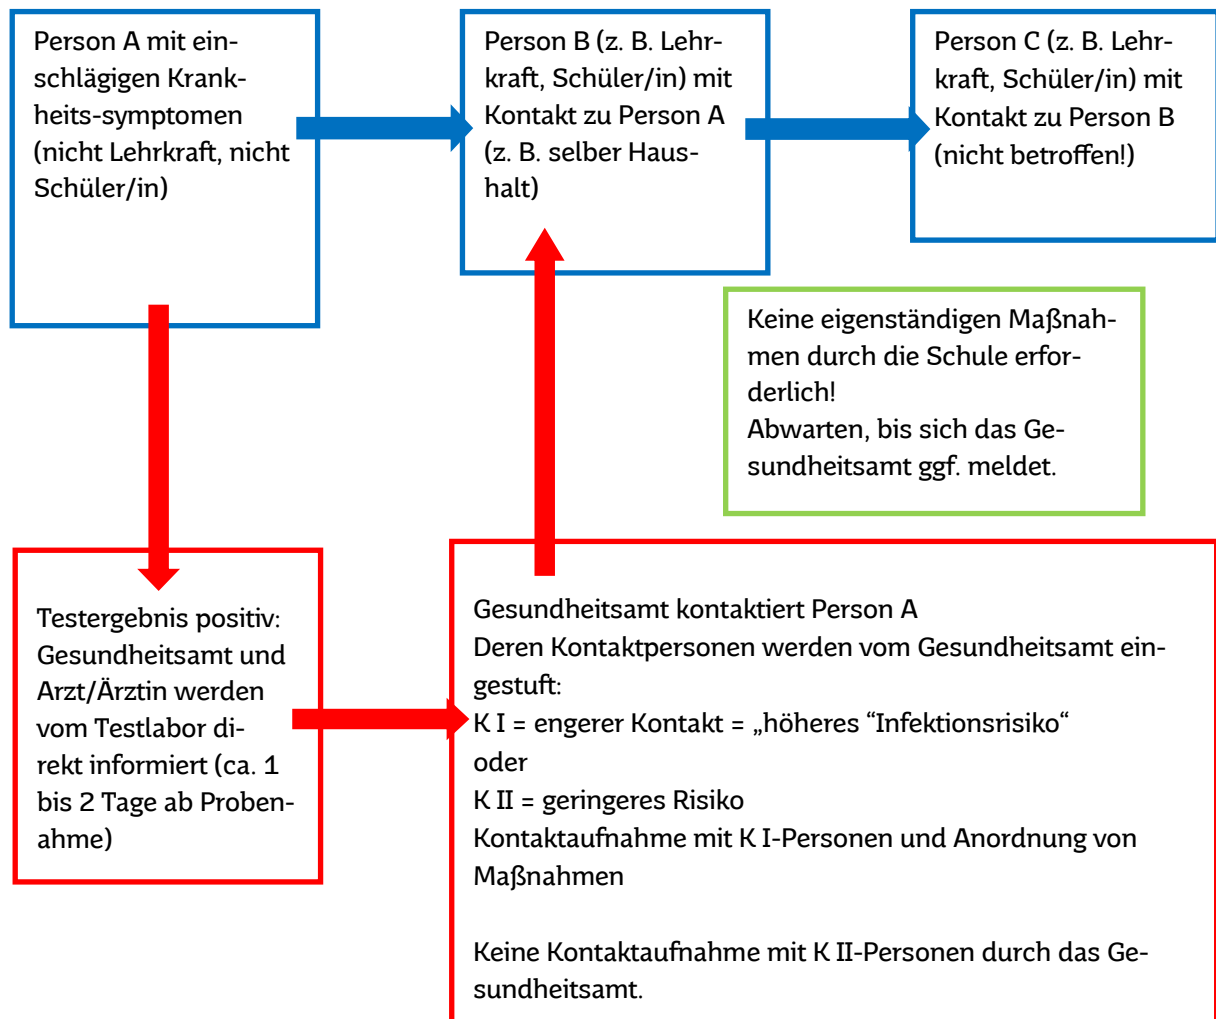 Person A mit ein-
schlägigen Krank-
heits-symptomen
(nicht Lehrkraft, nicht
Schüler/in)
Person B (z. B. Lehr-
kraft, Schüler/in) mit
Kontakt zu Person A
(z. B. selber Haus-
halt)
Person C (z. B. Lehr-
kraft, Schüler/in) mit
Kontakt zu Person B
(nicht betroffen!)
Keine eigenständigen Maßnah-
men durch die Schule erfor-
derlich!
Abwarten, bis sich das Ge-
sundheitsamt ggf. meldet.
Testergebnis positiv:
Gesundheitsamt und
Arzt/Ärztin werden
vom Testlabor di-
rekt informiert (ca. 1
bis 2 Tage ab Proben-
ahme)
Gesundheitsamt kontaktiert Person A
Deren Kontaktpersonen werden vom Gesundheitsamt ein-
gestuft:
K I = engerer Kontakt = „höheres “Infektionsrisiko“
oder
K II = geringeres Risiko
Kontaktaufnahme mit K I-Personen und Anordnung von
Maßnahmen
Keine Kontaktaufnahme mit K II-Personen durch das Ge-
sundheitsamt.